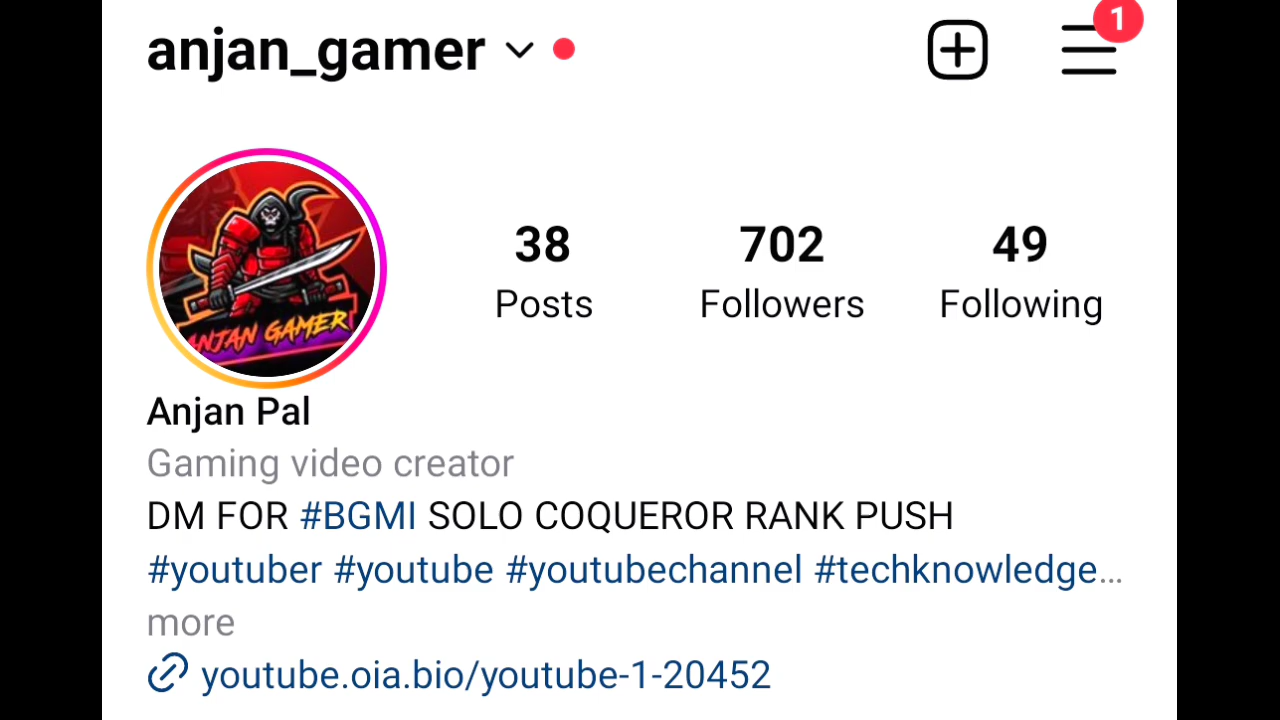 anjan_gamer
1
38 702 49
Posts Followers Following
ANJAN GAMER
Anjan Pal
Gaming video creator
DM FOR #BGMI SOLO COQUEROR RANK PUSH
#youtuber #youtube #youtubechannel #techknowledge...
more
youtube.oia.bio/youtube-1-20452